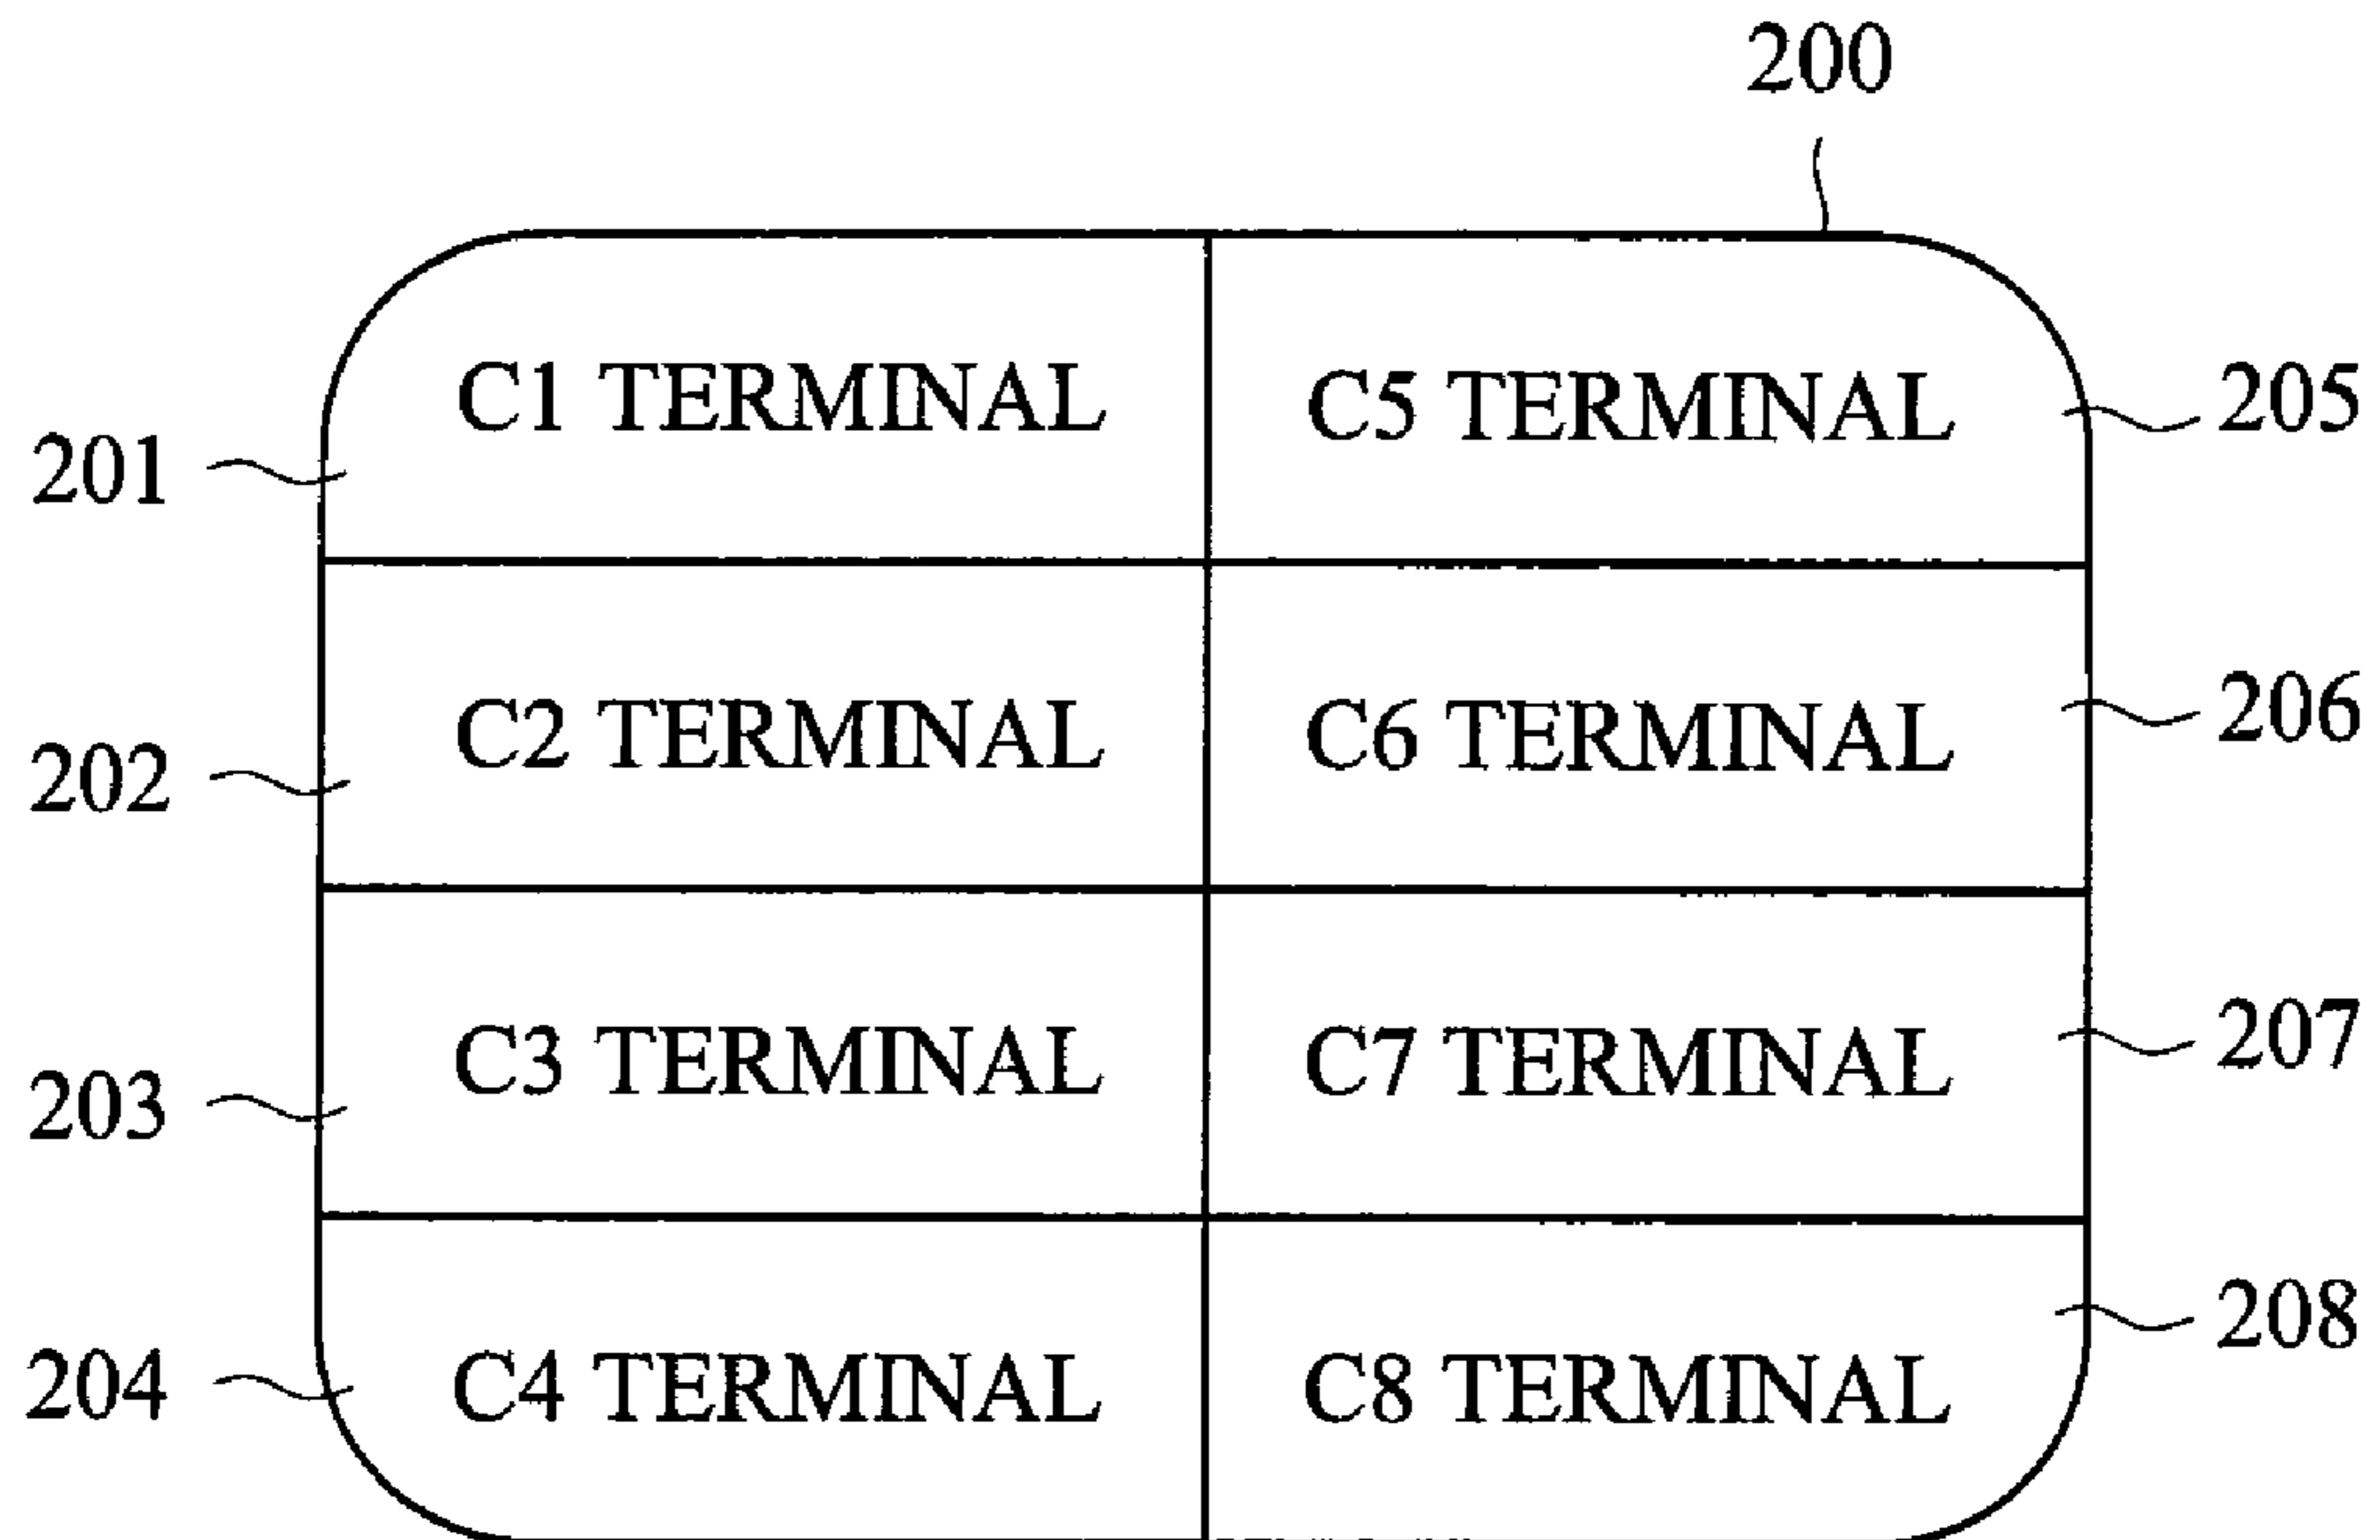 200
C1 TERMINAL
C5 TERMINAL
205
201
C2 TERMINAL
C6 TERMINAL
206
202
C3 TERMINAL
C7 TERMINAL
207
203
C4 TERMINAL
C8 TERMINAL
208
204